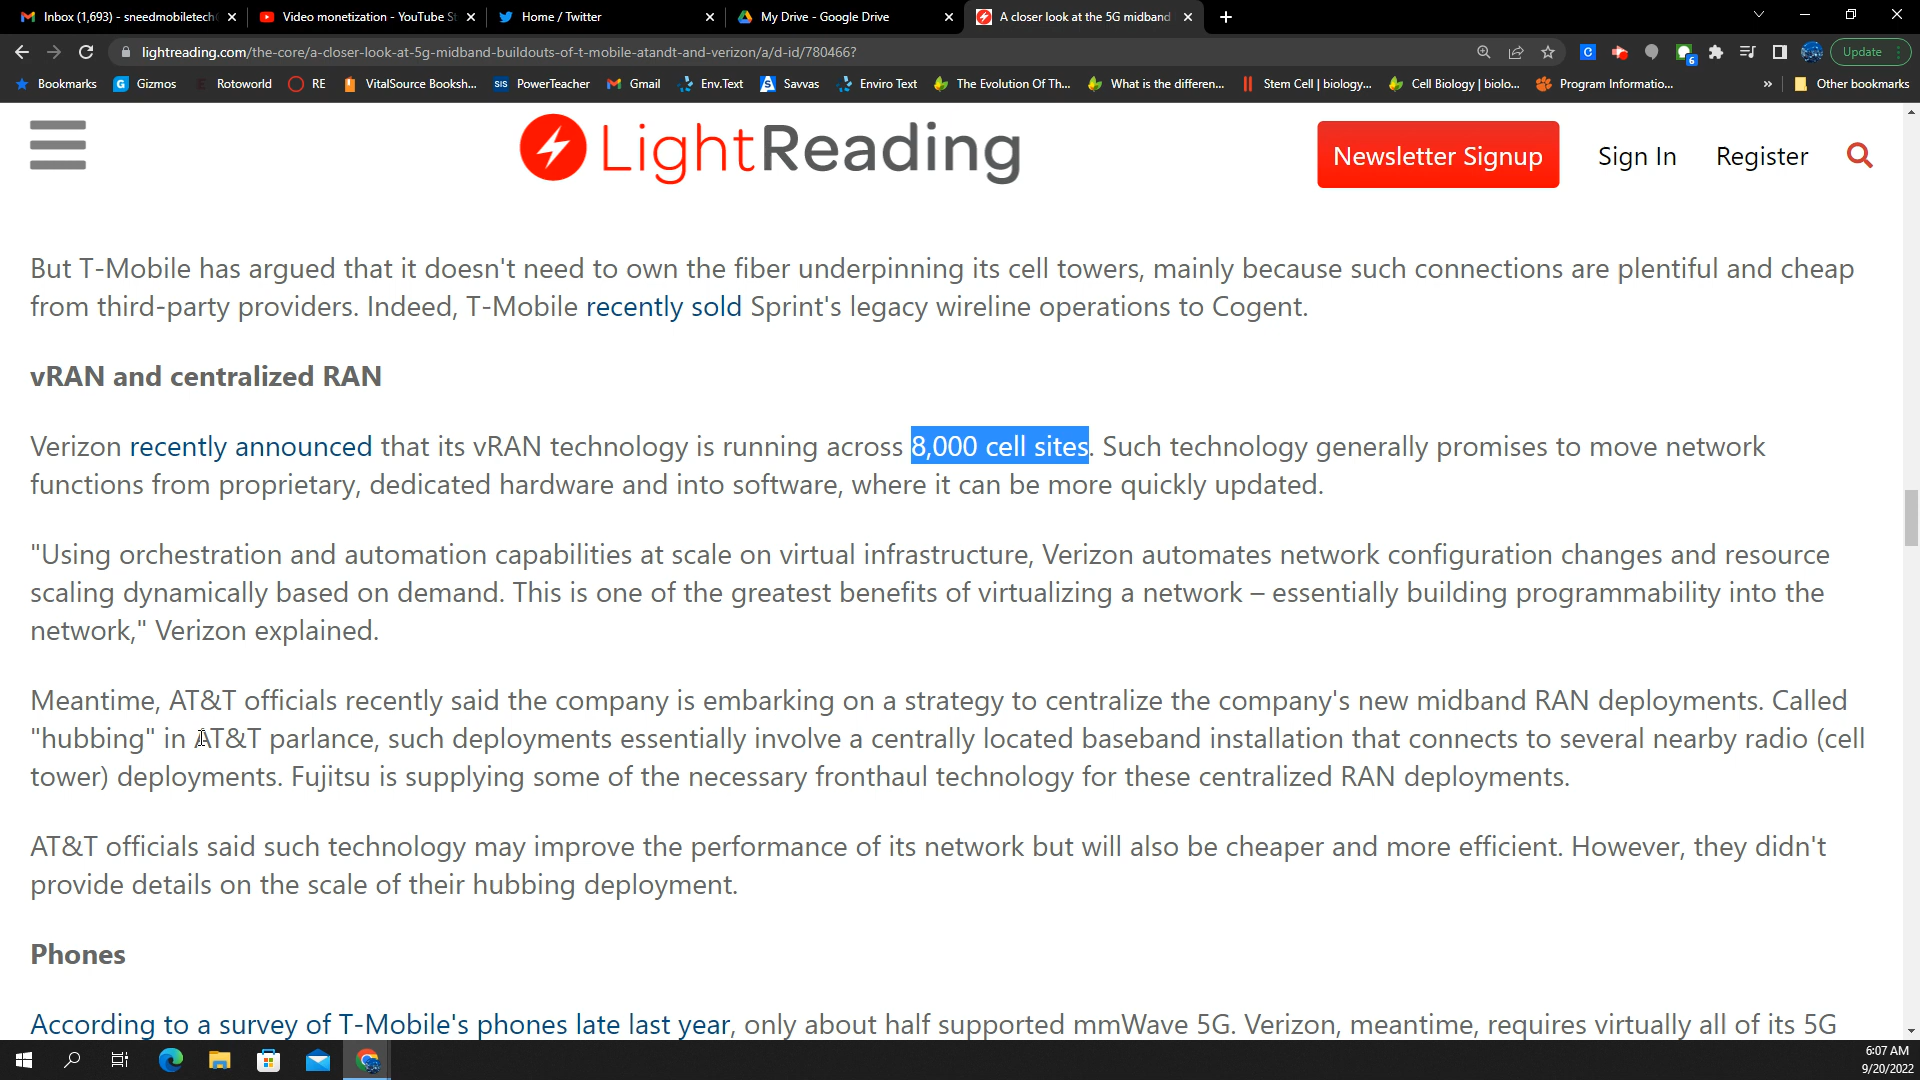 Inbox (1,693) - sneedmobiletech
Video monetization - YouTube S
Home / Twitter
My Drive - Google Drive
A closer look at the 5G midband
lightreading.com/the-core/a-closer-look-at-5g-midband-buildouts-of-t-mobile-atandt-and-verizon/a/d-id/780466?
6
Update
Bookmarks
Gizmos
Rotoworld
RE
VitalSource Booksh...
SIS PowerTeacher
Gmail
Env.Text
Savvas
Enviro Text
The Evolution Of Th...
What is the differen...
Stem Cell | biology...
Cell Biology | biolo...
Program Informatio...
»
Other bookmarks
LightReading
Newsletter Signup
Sign In
Register
But T-Mobile has argued that it doesn't need to own the fiber underpinning its cell towers, mainly because such connections are plentiful and cheap
from third-party providers. Indeed, T-Mobile recently sold Sprint's legacy wireline operations to Cogent.
vRAN and centralized RAN
Verizon recently announced that its vRAN technology is running across 8,000 cell sites. Such technology generally promises to move network
functions from proprietary, dedicated hardware and into software, where it can be more quickly updated.
"Using orchestration and automation capabilities at scale on virtual infrastructure, Verizon automates network configuration changes and resource
scaling dynamically based on demand. This is one of the greatest benefits of virtualizing a network – essentially building programmability into the
network," Verizon explained.
Meantime, AT&T officials recently said the company is embarking on a strategy to centralize the company's new midband RAN deployments. Called
"hubbing" in AT&T parlance, such deployments essentially involve a centrally located baseband installation that connects to several nearby radio (cell
tower) deployments. Fujitsu is supplying some of the necessary fronthaul technology for these centralized RAN deployments.
AT&T officials said such technology may improve the performance of its network but will also be cheaper and more efficient. However, they didn't
provide details on the scale of their hubbing deployment.
Phones
According to a survey of T-Mobile's phones late last year, only about half supported mmWave 5G. Verizon, meantime, requires virtually all of its 5G
6:07 AM
9/20/2022